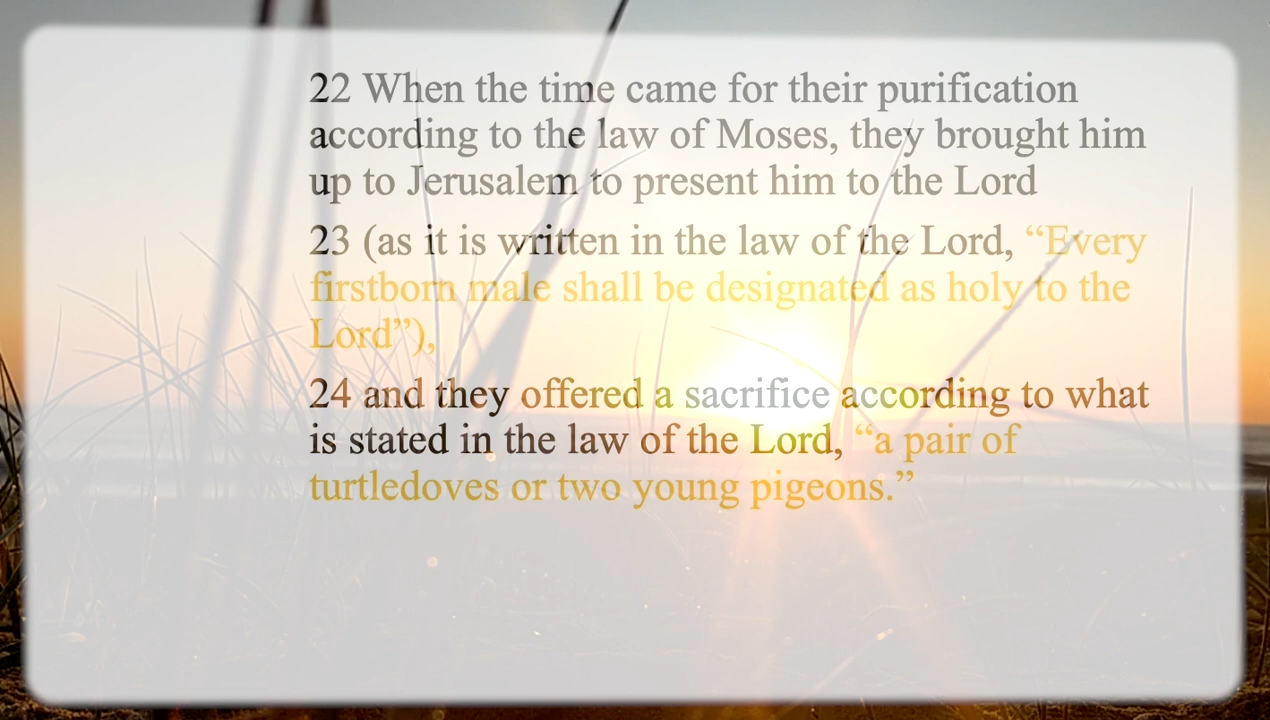 22 When the time came for their purification
according to the law of Moses, they brought him
up to Jerusalem to present him to the Lord
23 (as it is written in the law of the Lord, “Every
firstborn male shall be designated as holy to the
Lord”),
24 and they offered a sacrifice according to what
is stated in the law of the Lord, “a pair of
turtledoves or two young pigeons.”